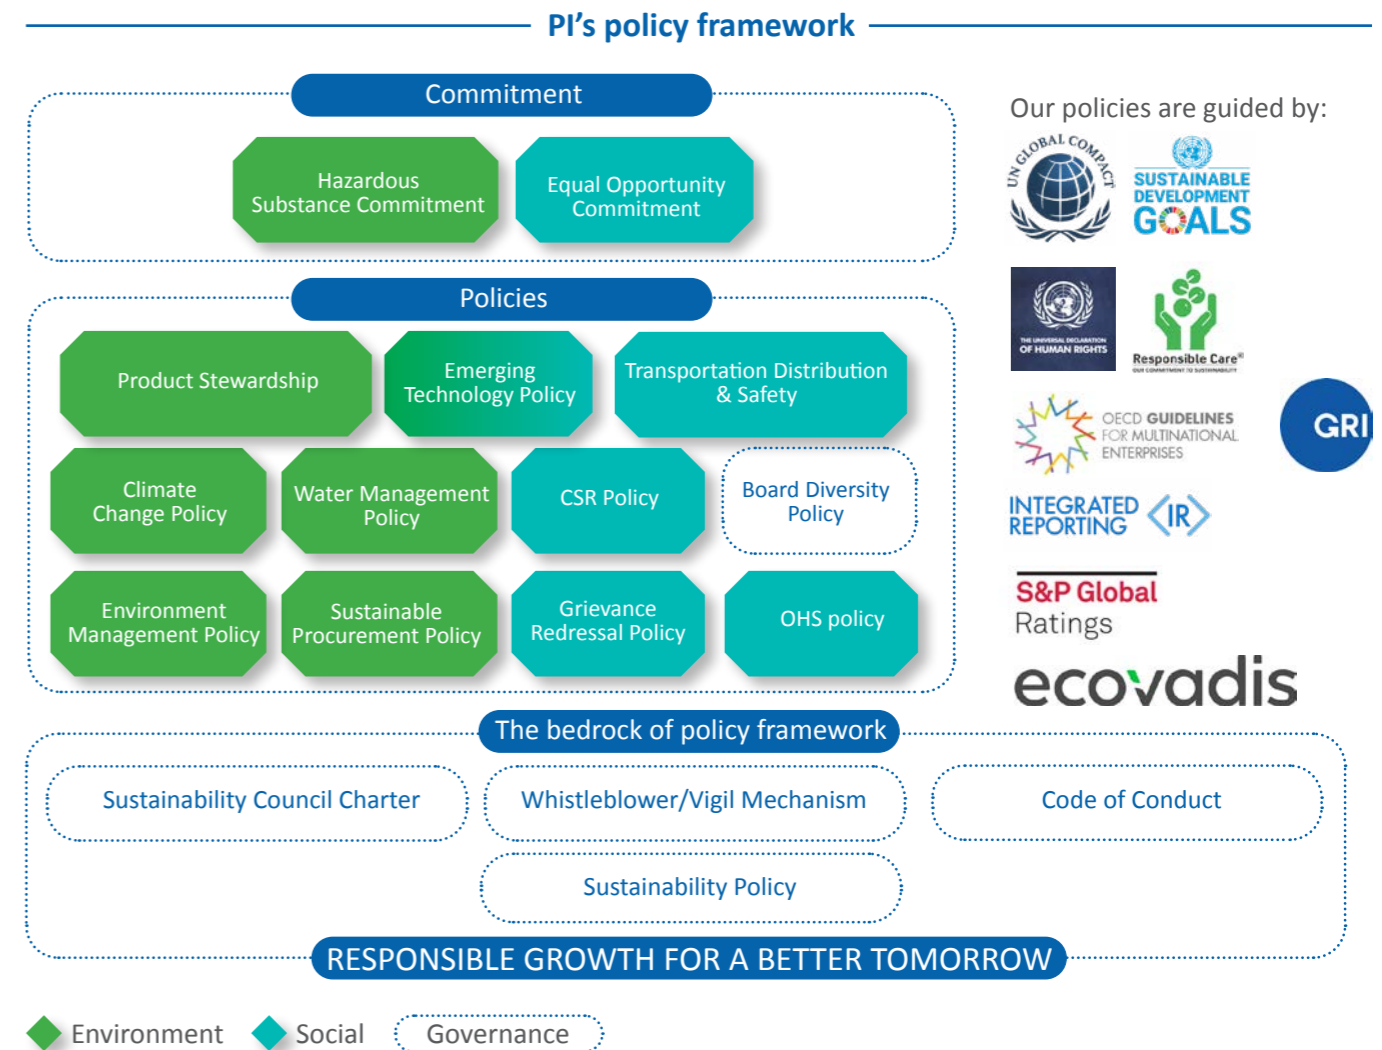 PI’s policy framework
Commitment
Hazardous
Substance Commitment
Equal Opportunity
Commitment
Policies
Product Stewardship
Emerging
Technology Policy
Transportation Distribution
& Safety
Climate
Change Policy
Water Management
Policy
CSR Policy
Board Diversity
Policy
Environment
Management Policy
Sustainable
Procurement Policy
Grievance
Redressal Policy
OHS policy
Our policies are guided by:
UN GLOBAL COMPACT
SUSTAINABLE
DEVELOPMENT
GOALS
THE UNIVERSAL DECLARATION
OF HUMAN RIGHTS
Responsible Care®
OUR COMMITMENT TO SUSTAINABILITY
OECD GUIDELINES
FOR MULTINATIONAL
ENTERPRISES
GRI
INTEGRATED
REPORTING <IR>
S&P Global
Ratings
ecovadis
The bedrock of policy framework
Sustainability Council Charter
Whistleblower/Vigil Mechanism
Code of Conduct
Sustainability Policy
RESPONSIBLE GROWTH FOR A BETTER TOMORROW
Environment
Social
Governance